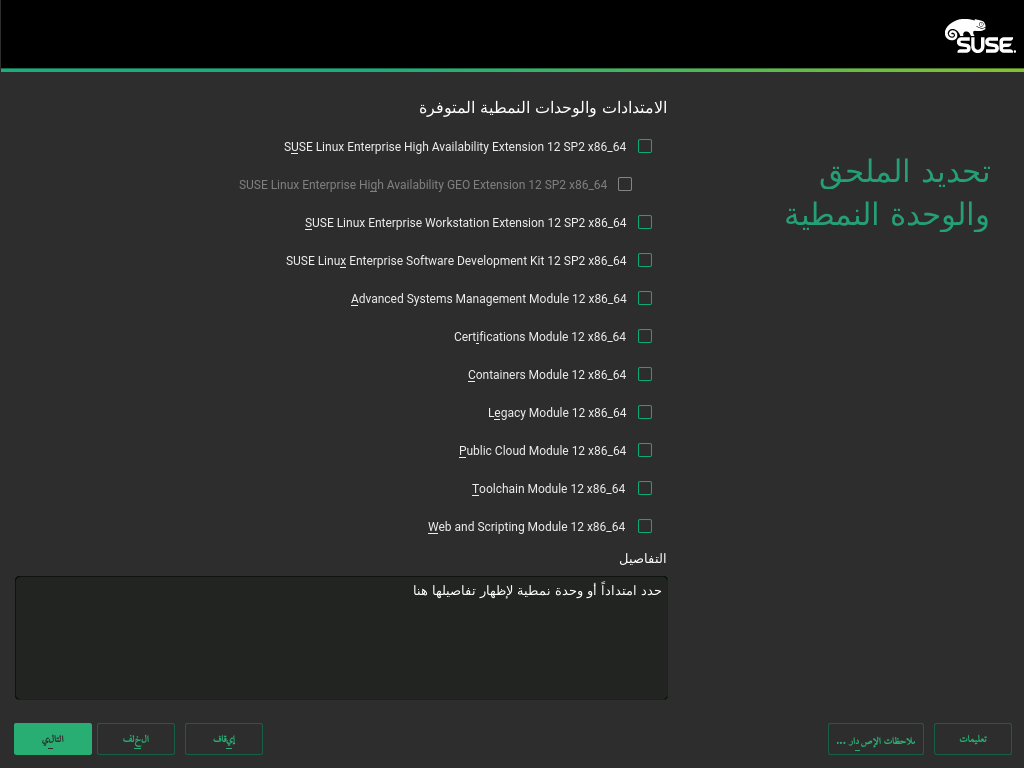 SUSE.
الامتدادات والوحدات النمطية المتوفرة
تحديد الملحق
والوحدة النمطية
SUSE Linux Enterprise High Availability Extension 12 SP2 x86_64
SUSE Linux Enterprise High Availability GEO Extension 12 SP2 x86_64
SUSE Linux Enterprise Workstation Extension 12 SP2 x86_64
SUSE Linux Enterprise Software Development Kit 12 SP2 x86_64
Advanced Systems Management Module 12 x86_64
Certifications Module 12 x86_64
Containers Module 12 x86_64
Legacy Module 12 x86_64
Public Cloud Module 12 x86_64
Toolchain Module 12 x86_64
Web and Scripting Module 12 x86_64
التفاصيل
حدد امتداداً أو وحدة نمطية لإظهار تفاصيلها هنا
تعليمات
ملاحظات الإصدار ...
إيقاف
الخلف
التالي